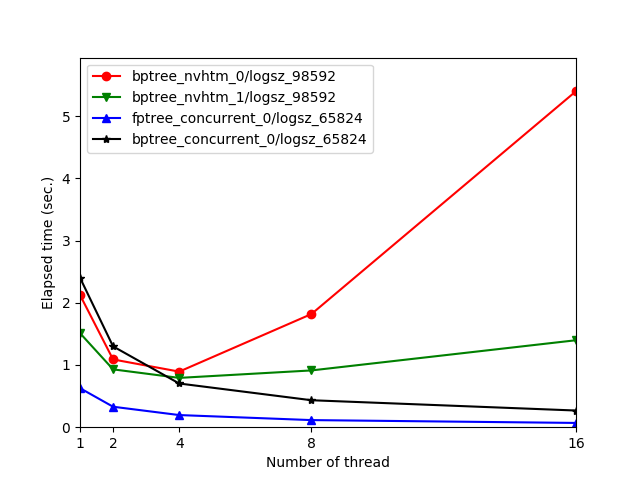 bptree_nvhtm_0/logsz_98592
bptree_nvhtm_1/logsz_98592
fptree_concurrent_0/logsz_65824
bptree_concurrent_0/logsz_65824
Elapsed time (sec.)
5
4
3
2
1
0
1 2 4 8 16
Number of thread